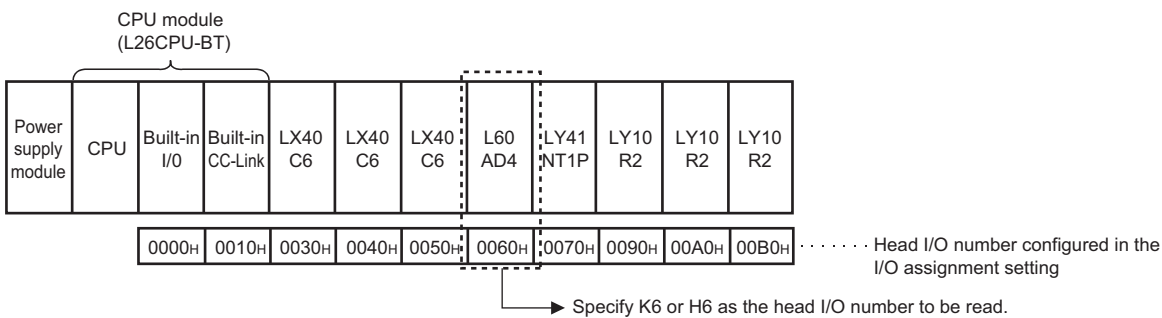 CPU module
(L26CPU-BT)
Power
supply
module
CPU
Built-in
I/0
Built-in
CC-Link
LX40
C6
LX40
C6
LX40
C6
L60
AD4
LY41
NT1P
LY10
R2
LY10
R2
LY10
R2
0000H 0010H 0030H 0040H 0050H 0060H 0070H 0090H 00A0H 00B0H
Head I/O number configured in the
I/O assignment setting
Specify K6 or H6 as the head I/O number to be read.